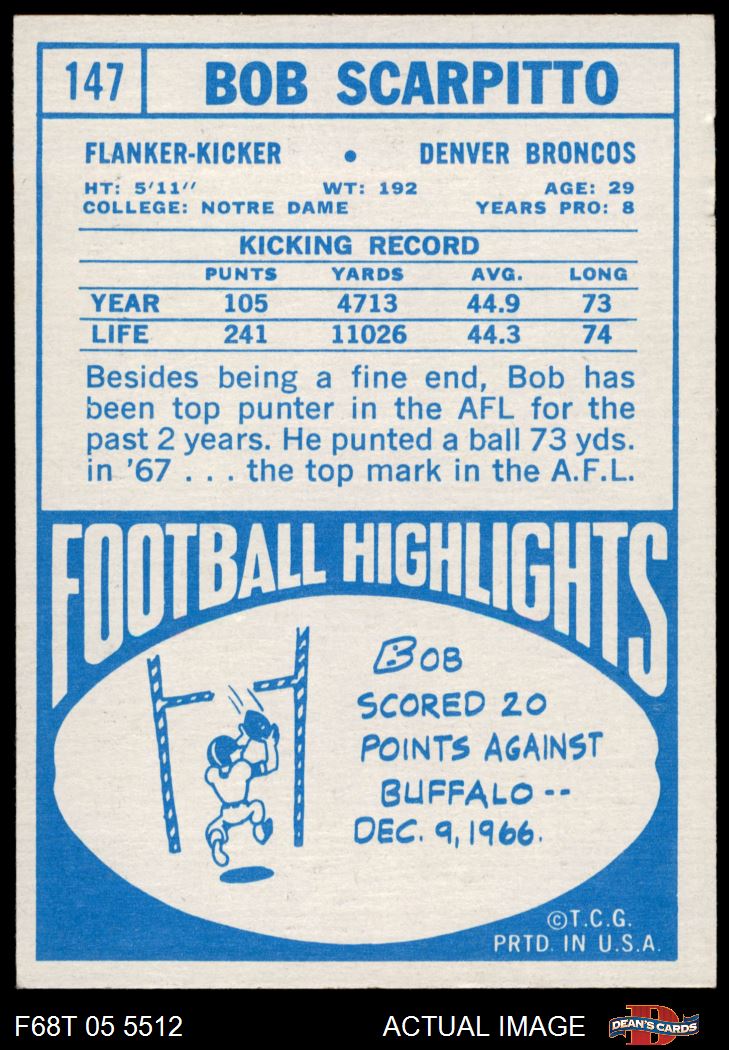 147 BOB SCARPITTO
FLANKER-KICKER • DENVER BRONCOS
HT: 5'11" WT: 192 AGE: 29
COLLEGE: NOTRE DAME YEARS PRO: 8
KICKING RECORD
PUNTS YARDS AVG. LONG
YEAR 105 4713 44.9 73
LIFE 241 11026 44.3 74
Besides being a fine end, Bob has
been top punter in the AFL for the
past 2 years. He punted a ball 73 yds.
in '67 . . . the top mark in the A.F.L.
FOOTBALL HIGHLIGHTS
BOB
SCORED 20
POINTS AGAINST
BUFFALO --
DEC. 9, 1966.
©T.C.G.
PRTD. IN U.S.A.
F68T 05 5512 ACTUAL IMAGE DEAN'S CARDS